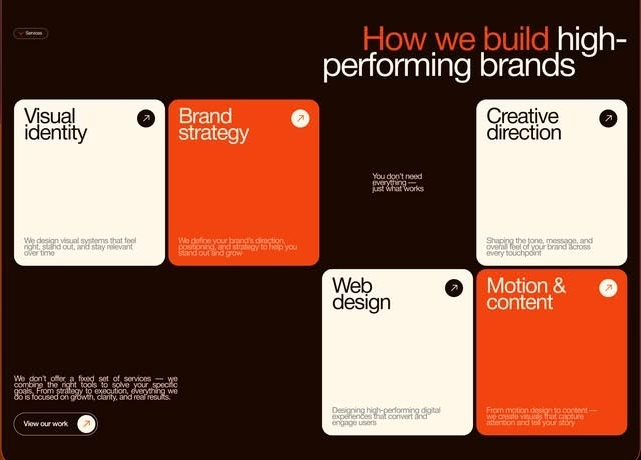 Services
How we build high-
performing brands
Visual
identity
We design visual systems that feel
right, stand out, and stay relevant
over time
Brand
strategy
We define your brand's direction,
positioning, and strategy to help you
stand out and grow
You don't need
everything —
just what works
Creative
direction
Shaping the tone, message, and
overall feel of your brand across
every touchpoint
Web
design
Designing high-performing digital
experiences that convert and
engage users
Motion &
content
From motion design to content —
we create visuals that capture
attention and tell your story
We don't offer a fixed set of services — we
combine the right tools to solve your specific
goals. From strategy to execution, everything we
do is focused on growth, clarity, and real results.
View our work